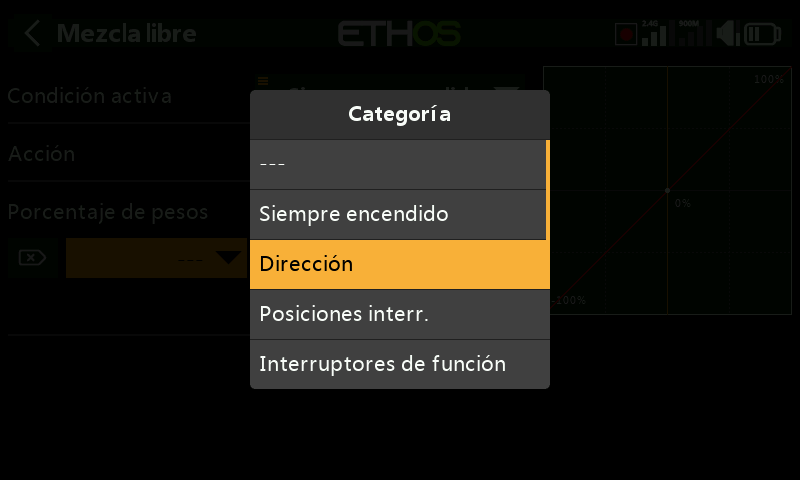 Mezcla libre
ETHOS
2.4G
900M
Condición activa
Acción
Porcentaje de pesos
---
100%
0%
-100%
Categoría
---
Siempre encendido
Dirección
Posiciones interr.
Interruptores de función